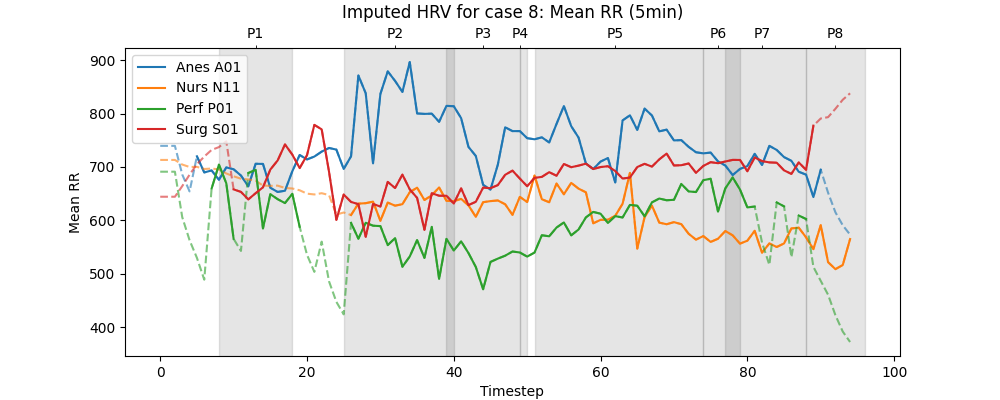 Imputed HRV for case 8: Mean RR (5min)
P1 P2 P3 P4 P5 P6 P7 P8
Anes A01
Nurs N11
Perf P01
Surg S01
Mean RR
900
800
700
600
500
400
0 20 40 60 80 100
Timestep